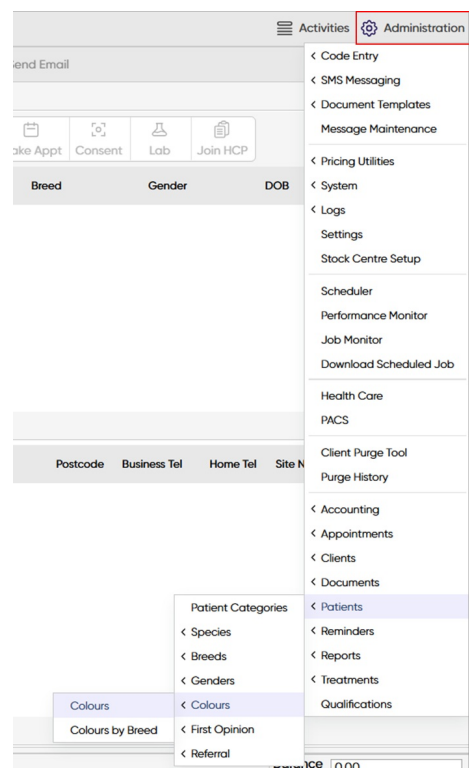 Activities Administration
end Email
Code Entry
SMS Messaging
Document Templates
Message Maintenance
ake Appt Consent Lab Join HCP
Pricing Utilities
Breed Gender DOB
System
Logs
Settings
Stock Centre Setup
Scheduler
Performance Monitor
Job Monitor
Download Scheduled Job
Health Care
PACS
Client Purge Tool
Postcode Business Tel Home Tel Site N
Purge History
Accounting
Appointments
Clients
Documents
Patients
Reminders
Reports
Treatments
Qualifications
Patient Categories
Species
Breeds
Genders
Colours
First Opinion
Referral
Colours
Colours by Breed
Balance 0.00